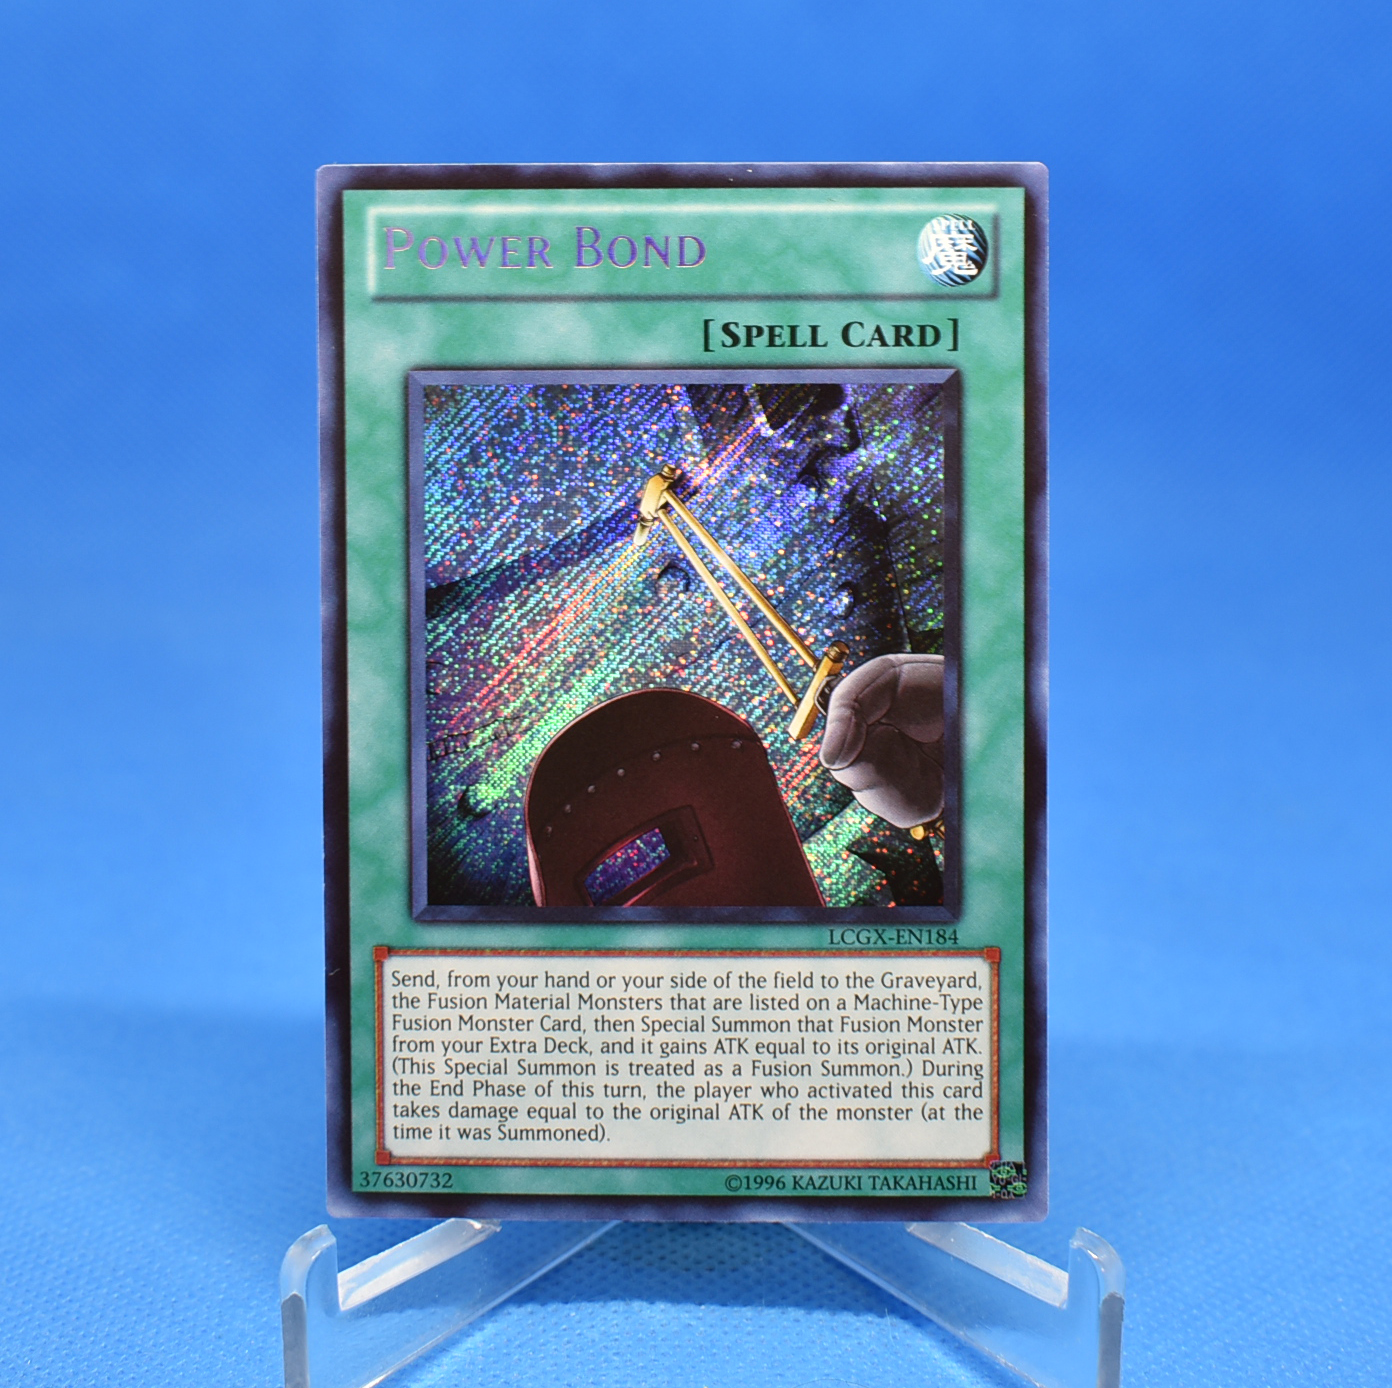 POWER BOND
SPELL
魔
[SPELL CARD]
LCGX-EN184
Send, from your hand or your side of the field to the Graveyard,
the Fusion Material Monsters that are listed on a Machine-Type
Fusion Monster Card, then Special Summon that Fusion Monster
from your Extra Deck, and it gains ATK equal to its original ATK.
(This Special Summon is treated as a Fusion Summon.) During
the End Phase of this turn, the player who activated this card
takes damage equal to the original ATK of the monster (at the
time it was Summoned).
37630732
©1996 KAZUKI TAKAHASHI